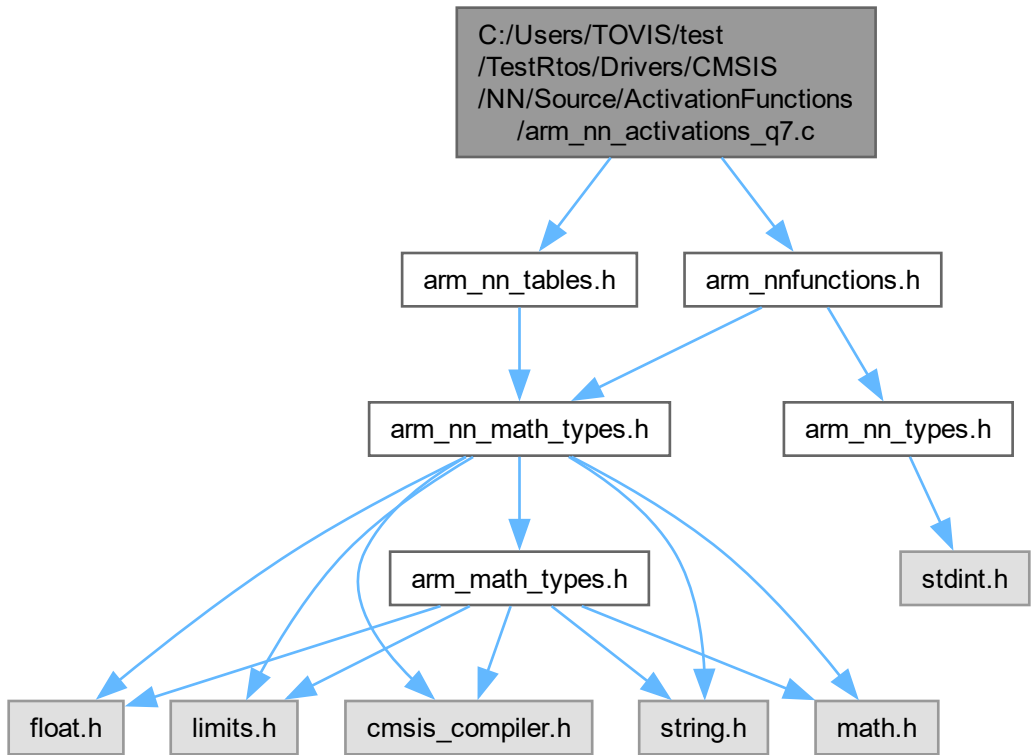 C:/Users/TOVIS/test
/TestRtos/Drivers/CMSIS
/NN/Source/ActivationFunctions
/arm_nn_activations_q7.c
arm_nn_tables.h
arm_nnfunctions.h
arm_nn_math_types.h
arm_nn_types.h
arm_math_types.h
stdint.h
float.h
limits.h
cmsis_compiler.h
string.h
math.h